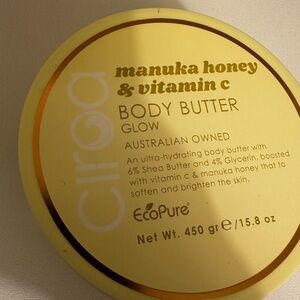 Ciroa
manuka honey
& vitamin c
BODY BUTTER
GLOW
AUSTRALIAN OWNED
An ultra-hydrating body butter with
6% Shea Butter and 4% Glycerin, boosted
with vitamin c & manuka honey that to
soften and brighten the skin.
EcoPure®
Net Wt. 450 gr e/15.8 oz